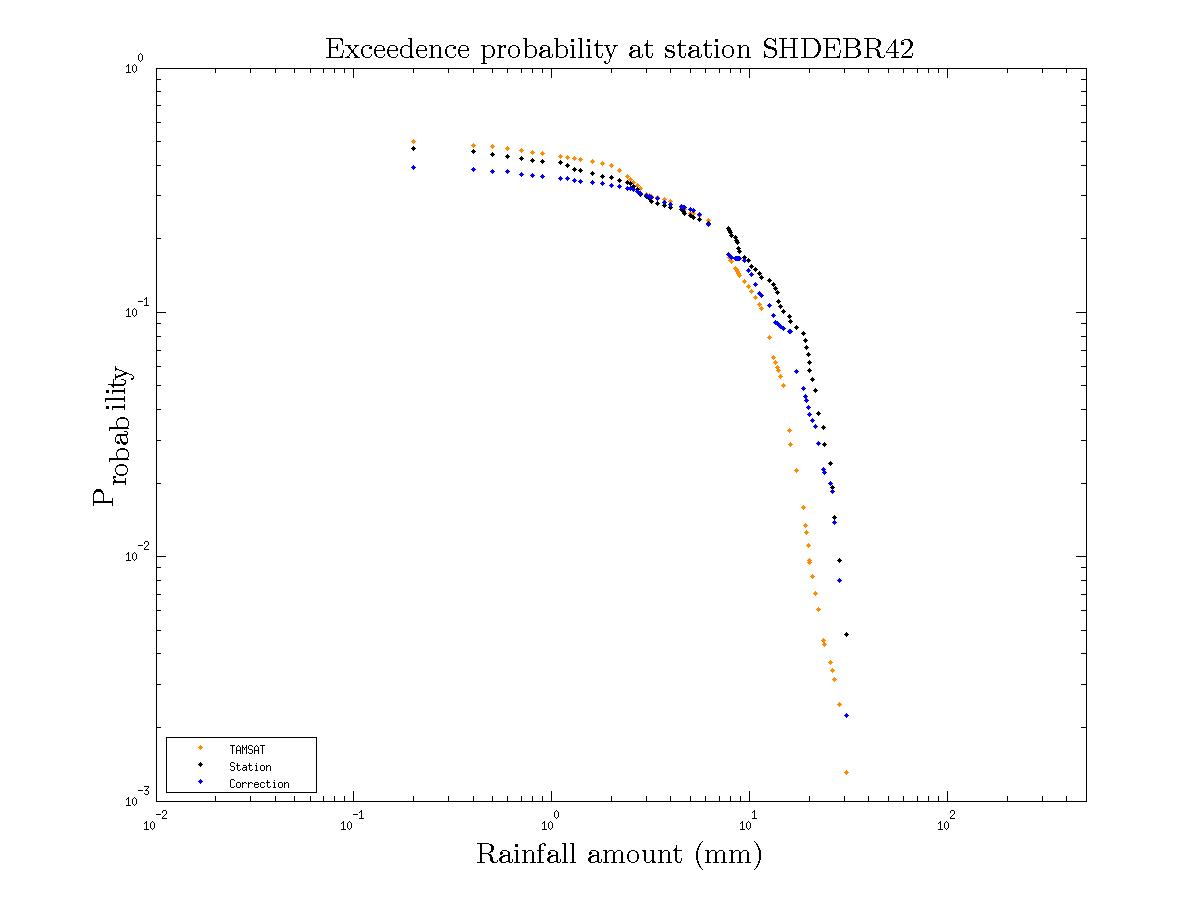 Exceedence probability at station SHDEBR42
10^0
10^-1
10^-2
10^-3
Probability
TAMSAT
Station
Correction
10^-2 10^-1 10^0 10^1 10^2
Rainfall amount (mm)